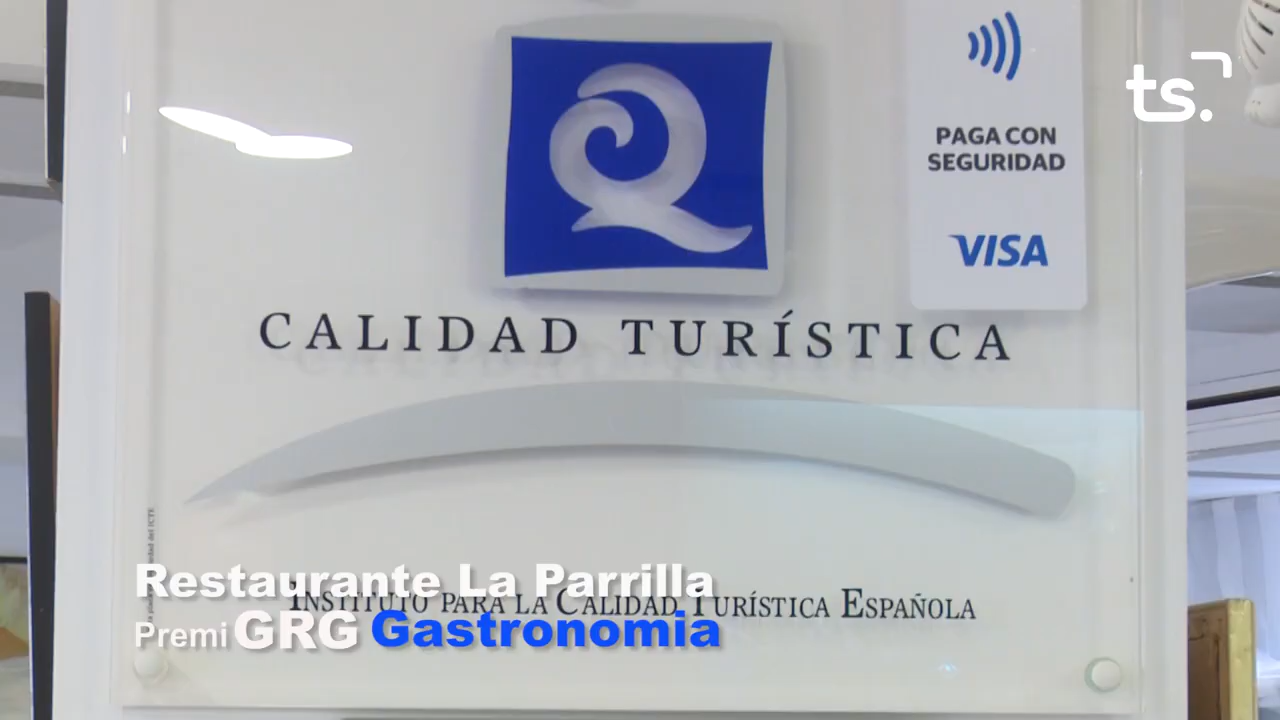 ts.
PAGA CON
SEGURIDAD
VISA
CALIDAD TURÍSTICA
Restaurante La Parrilla
INSTITUTO PARA LA CALIDAD TURÍSTICA ESPAÑOLA
Premi GRG Gastronomia